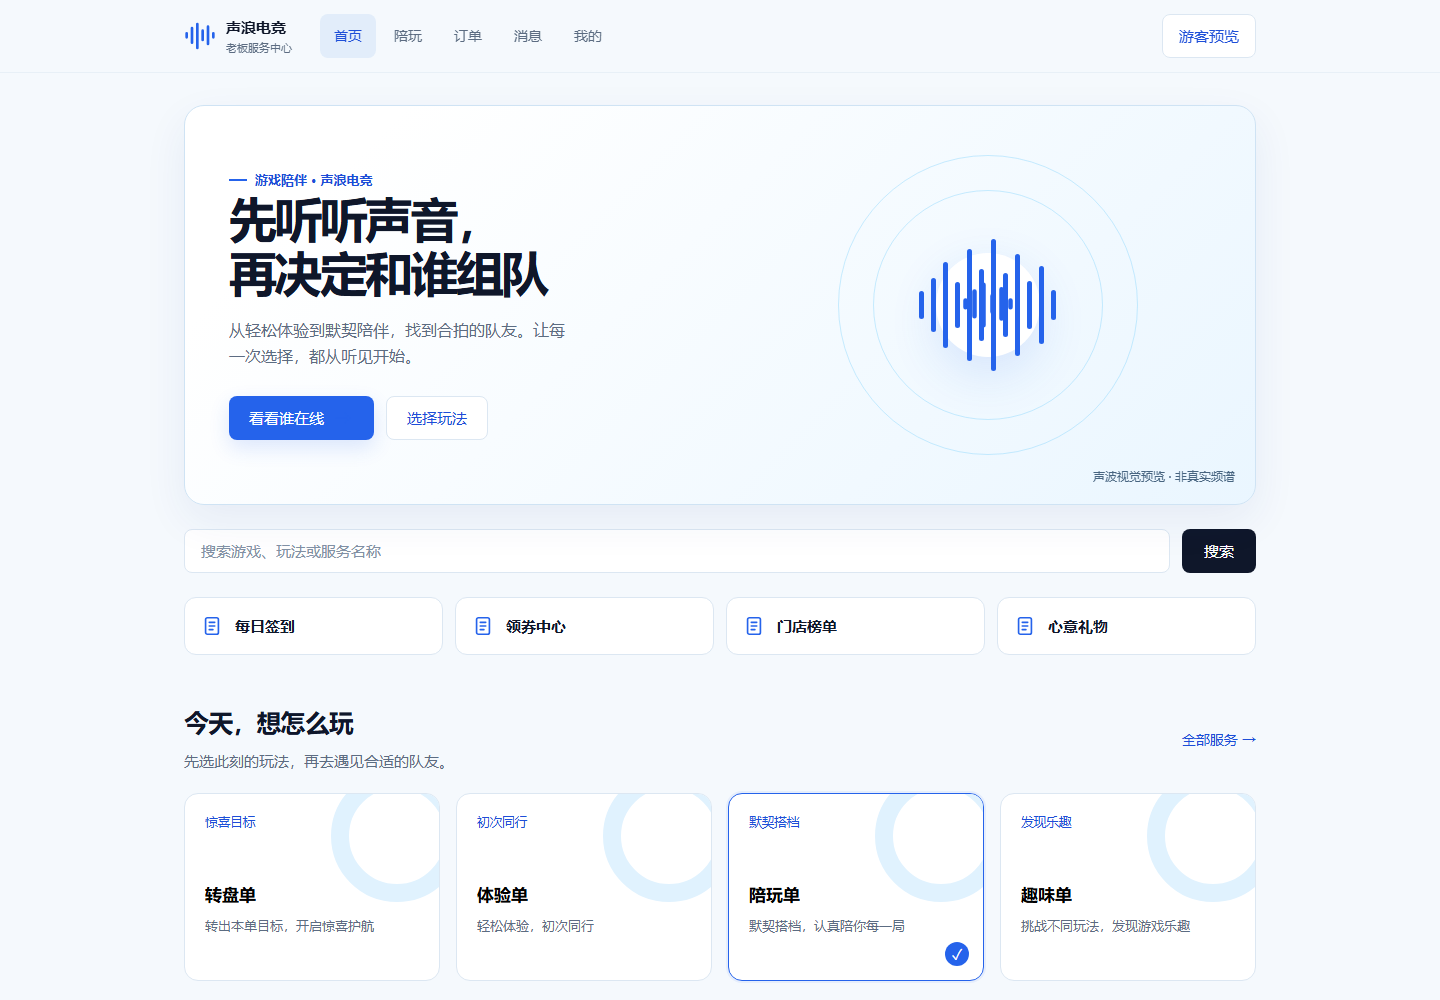 声浪电竞
老板服务中心
首页
陪玩
订单
消息
我的
游客预览
游戏陪伴 • 声浪电竞
先听听声音，
再决定和谁组队
从轻松体验到默契陪伴，找到合拍的队友。让每
一次选择，都从听见开始。
看看谁在线
选择玩法
声波视觉预览 · 非真实频谱
搜索游戏、玩法或服务名称
搜索
每日签到
领券中心
门店榜单
心意礼物
今天，想怎么玩
先选此刻的玩法，再去遇见合适的队友。
全部服务 →
惊喜目标
转盘单
转出本单目标，开启惊喜护航
初次同行
体验单
轻松体验，初次同行
默契搭档
陪玩单
默契搭档，认真陪你每一局
发现乐趣
趣味单
挑战不同玩法，发现游戏乐趣